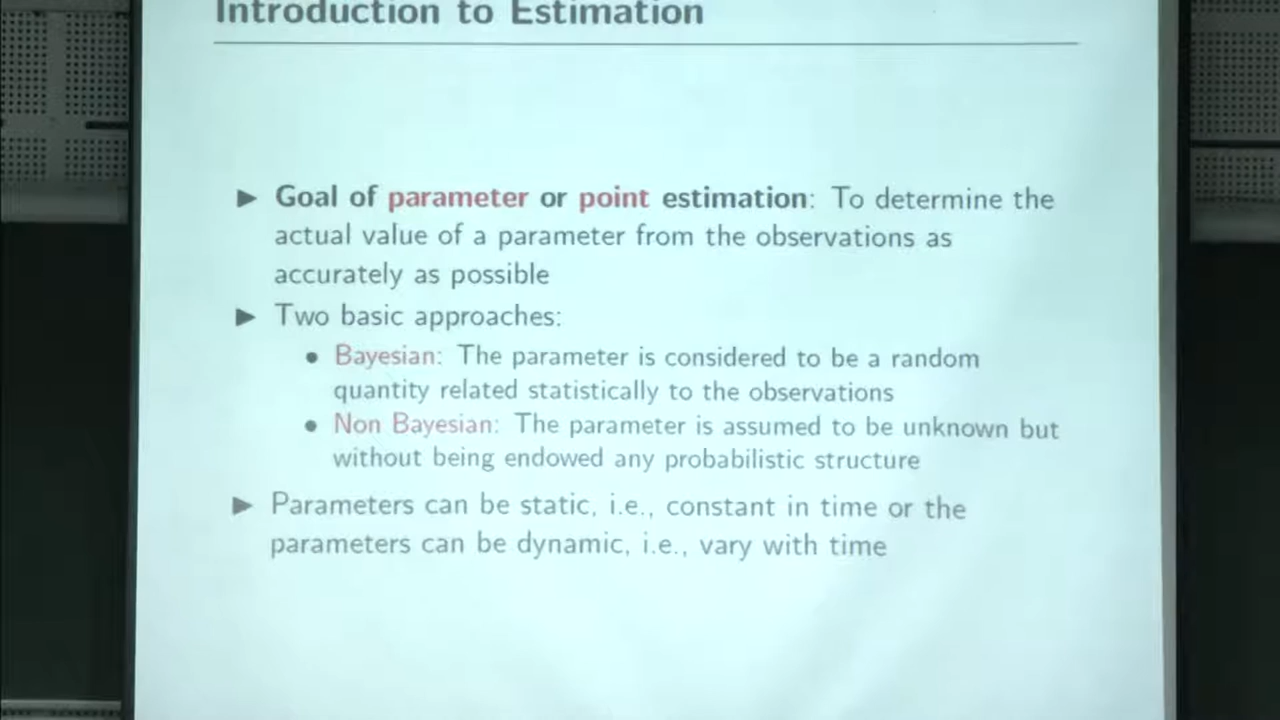 Introduction to Estimation
► Goal of parameter or point estimation: To determine the
actual value of a parameter from the observations as
accurately as possible
► Two basic approaches:
• Bayesian: The parameter is considered to be a random
quantity related statistically to the observations
• Non Bayesian: The parameter is assumed to be unknown but
without being endowed any probabilistic structure
► Parameters can be static, i.e., constant in time or the
parameters can be dynamic, i.e., vary with time